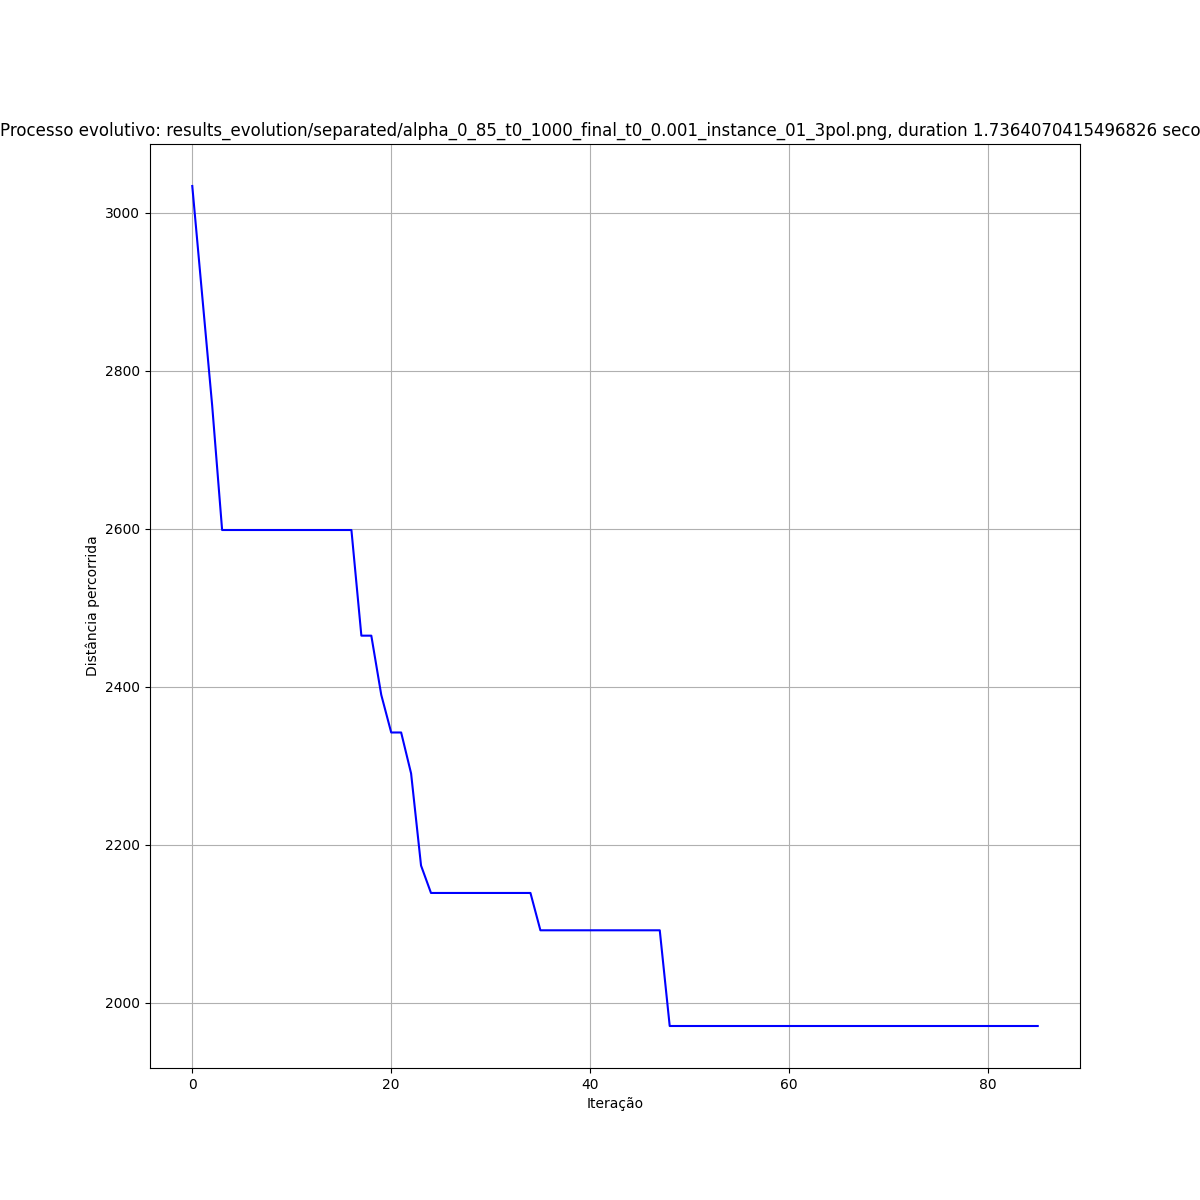 Processo evolutivo: results_evolution/separated/alpha_0_85_t0_1000_final_t0_0.001_instance_01_3pol.png, duration 1.7364070415496826 seco
3000
2800
2600
2400
2200
2000
Distância percorrida
0 20 40 60 80
Iteração